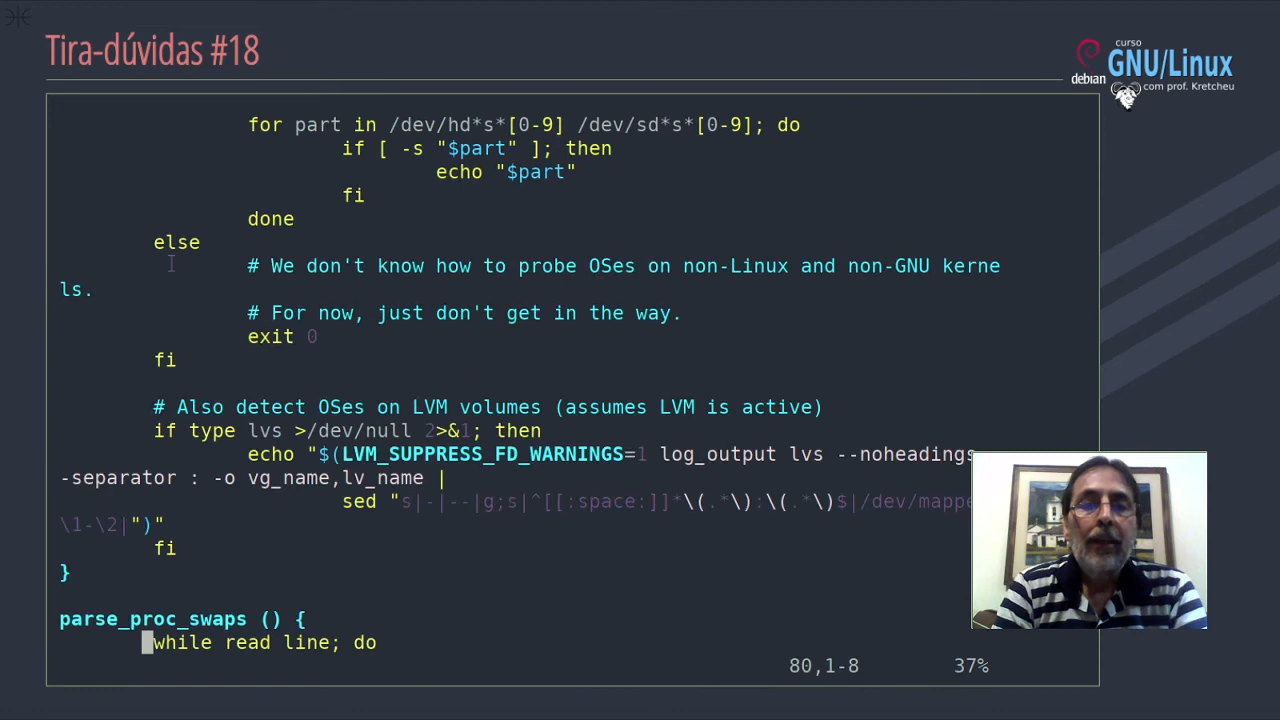 Tira-dúvidas #18
curso
GNU/Linux
debian
com prof. Kretcheu
for part in /dev/hd*s*[0-9] /dev/sd*s*[0-9]; do
if [ -s "$part" ]; then
echo "$part"
fi
done
else
# We don't know how to probe OSes on non-Linux and non-GNU kerne
ls.
# For now, just don't get in the way.
exit 0
fi
# Also detect OSes on LVM volumes (assumes LVM is active)
if type lvs >/dev/null 2>&1; then
echo "$(LVM_SUPPRESS_FD_WARNINGS=1 log_output lvs --noheadings
-separator : -o vg_name,lv_name |
sed "s|-|--|g;s|^[[:space:]]*\(.*\):\(.*\)$|/dev/mappe
\1-\2|")"
fi
}
parse_proc_swaps () {
while read line; do
80,1-8 37%